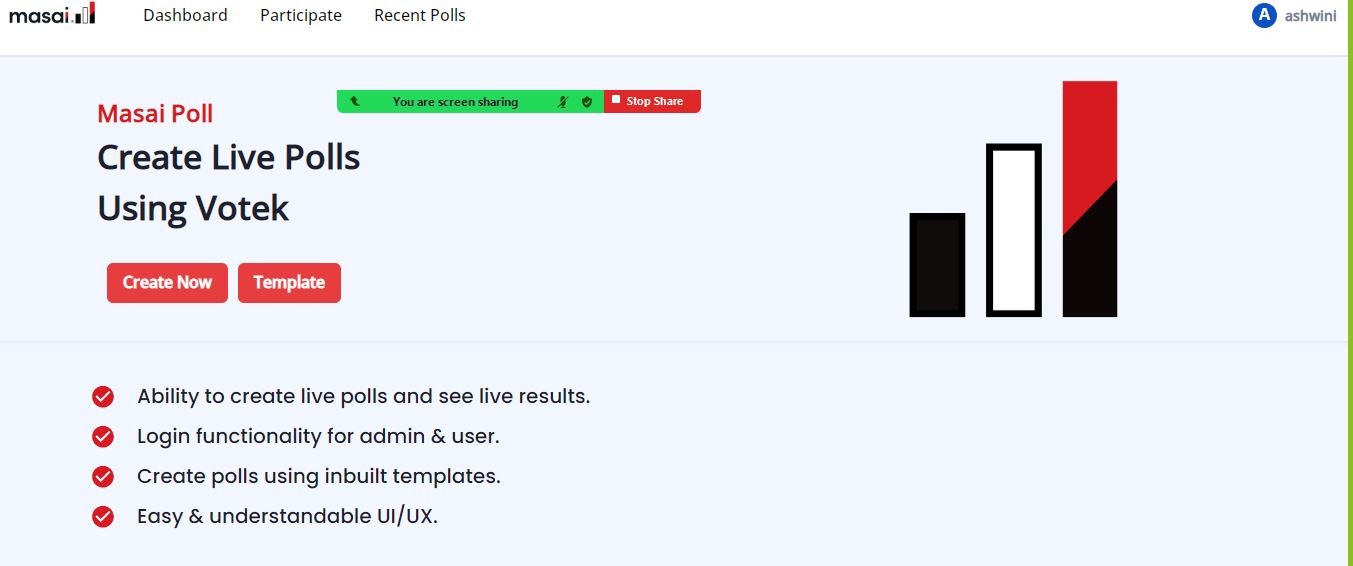 masai. Dashboard Participate Recent Polls A ashwini
You are screen sharing Stop Share
Masai Poll
Create Live Polls
Using Votek
Create Now Template
Ability to create live polls and see live results.
Login functionality for admin & user.
Create polls using inbuilt templates.
Easy & understandable UI/UX.